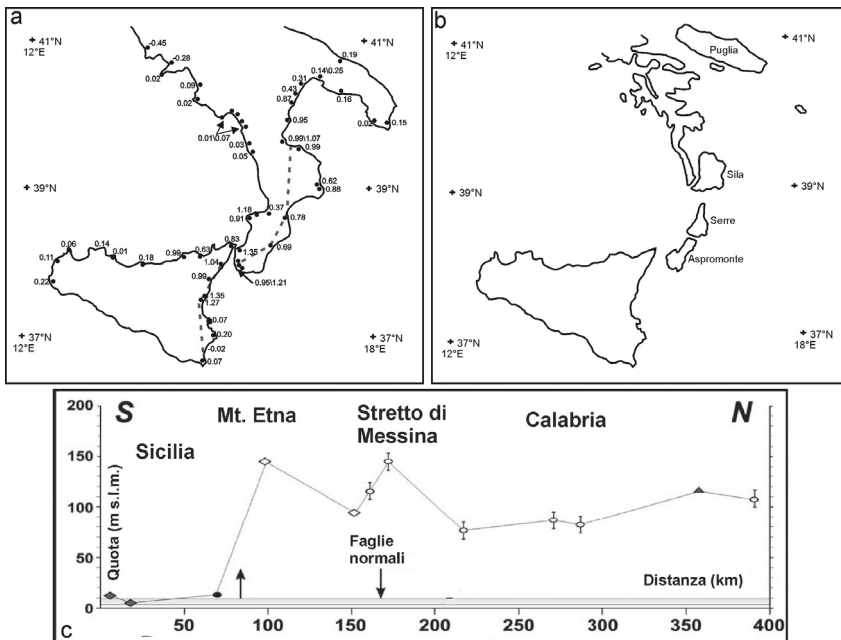 a
41°N
12°E
-0.45
-0.28
0.02
0.09
0.02
0.01\0.07
0.03
0.05
0.19
0.14\0.25
0.31
0.43
0.87
0.16
0.95
0.02
0.15
0.99\1.07
0.99
0.62
0.88
41°N
39°N
39°N
1.18
0.91
0.37
0.78
0.69
0.83
1.35
0.95\1.21
0.06
0.11
0.14
0.01
0.18
0.99
0.63
1.04
0.99
0.22
1.35
1.27
0.07
0.20
-0.02
0.07
37°N
12°E
37°N
18°E
b
41°N
12°E
41°N
Puglia
39°N
39°N
Sila
Serre
Aspromonte
37°N
12°E
37°N
18°E
c
S
N
Sicilia
Mt. Etna
Stretto di
Messina
Calabria
Faglie
normali
Quota (m s.l.m.)
Distanza (km)
200
150
100
50
0
50
100
150
200
250
300
350
400